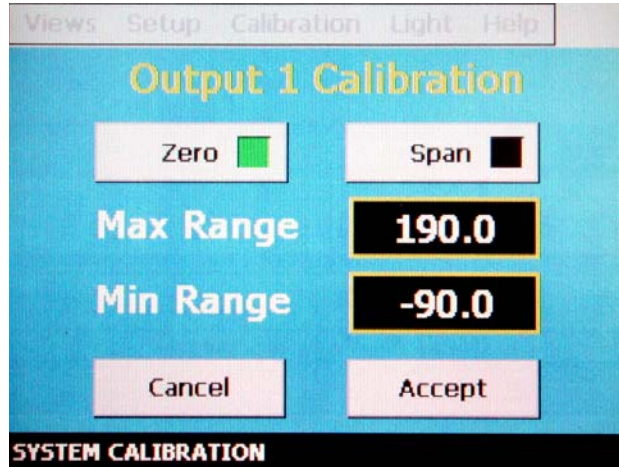 Views Setup Calibration Light Help
Output 1 Calibration
Zero Span
Max Range 190.0
Min Range -90.0
Cancel Accept
SYSTEM CALIBRATION